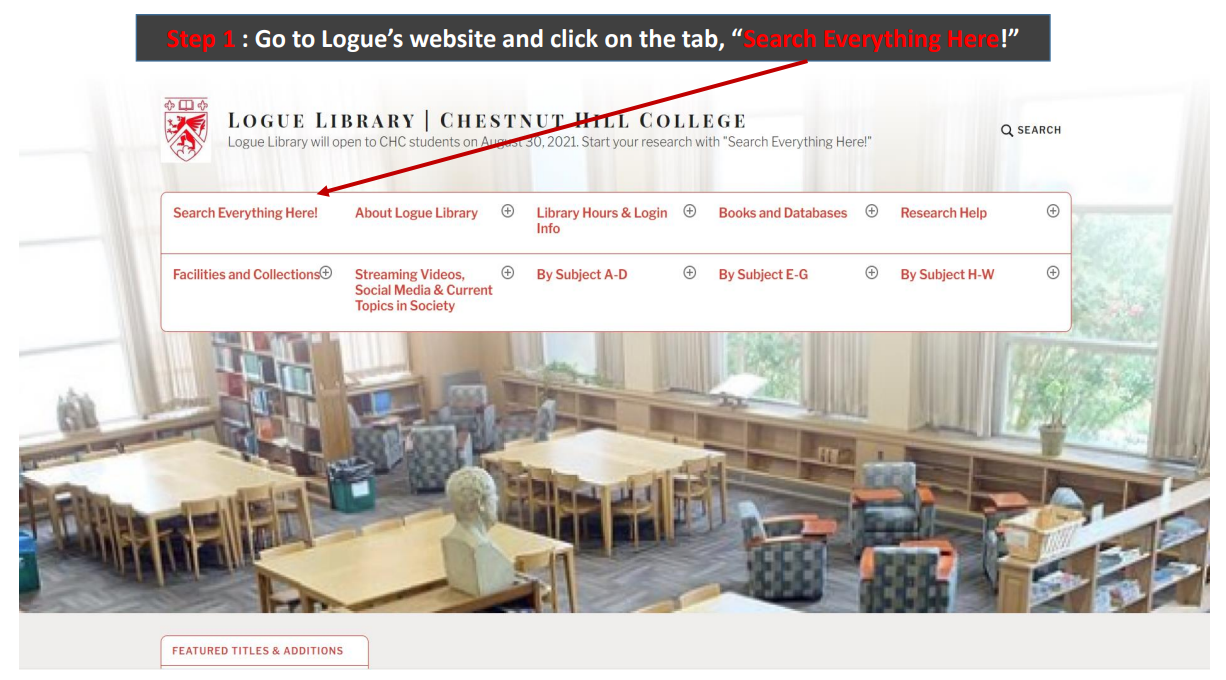 Step 1 : Go to Logue’s website and click on the tab, “Search Everything Here!”
LOGUE LIBRARY | CHESTNUT HILL COLLEGE
Logue Library will open to CHC students on August 30, 2021. Start your research with "Search Everything Here!"
SEARCH
Search Everything Here!
About Logue Library
Library Hours & Login
Info
Books and Databases
Research Help
Facilities and Collections
Streaming Videos,
Social Media & Current
Topics in Society
By Subject A-D
By Subject E-G
By Subject H-W
FEATURED TITLES & ADDITIONS